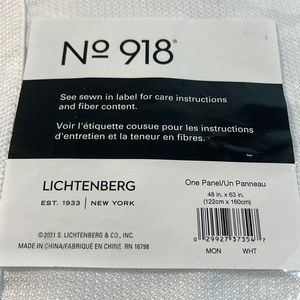 No 918®
See sewn in label for care instructions
and fiber content.
Voir l'étiquette cousue pour les instructions
d'entretien et la teneur en fibres.
LICHTENBERG
EST. 1933 | NEW YORK
One Panel/Un Panneau
48 in. x 63 in.
(122cm x 160cm)
0 29927 37354 7
MON WHT
©2021 S. LICHTENBERG & CO., INC.
MADE IN CHINA/FABRIQUÉ EN CHINE RN 16798